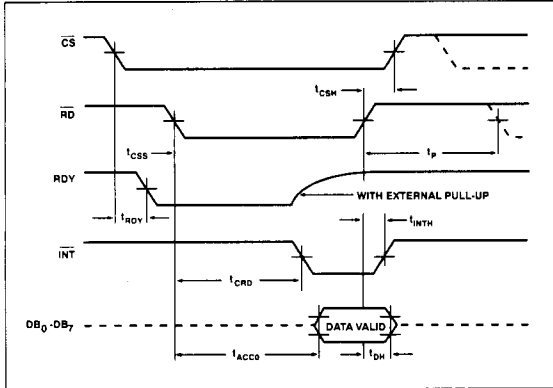 CS
tCSH
RD
tCSS
tP
RDY
WITH EXTERNAL PULL-UP
tRDY
tINTH
INT
tCRD
DB0-DB7
DATA VALID
tACC0
tDH